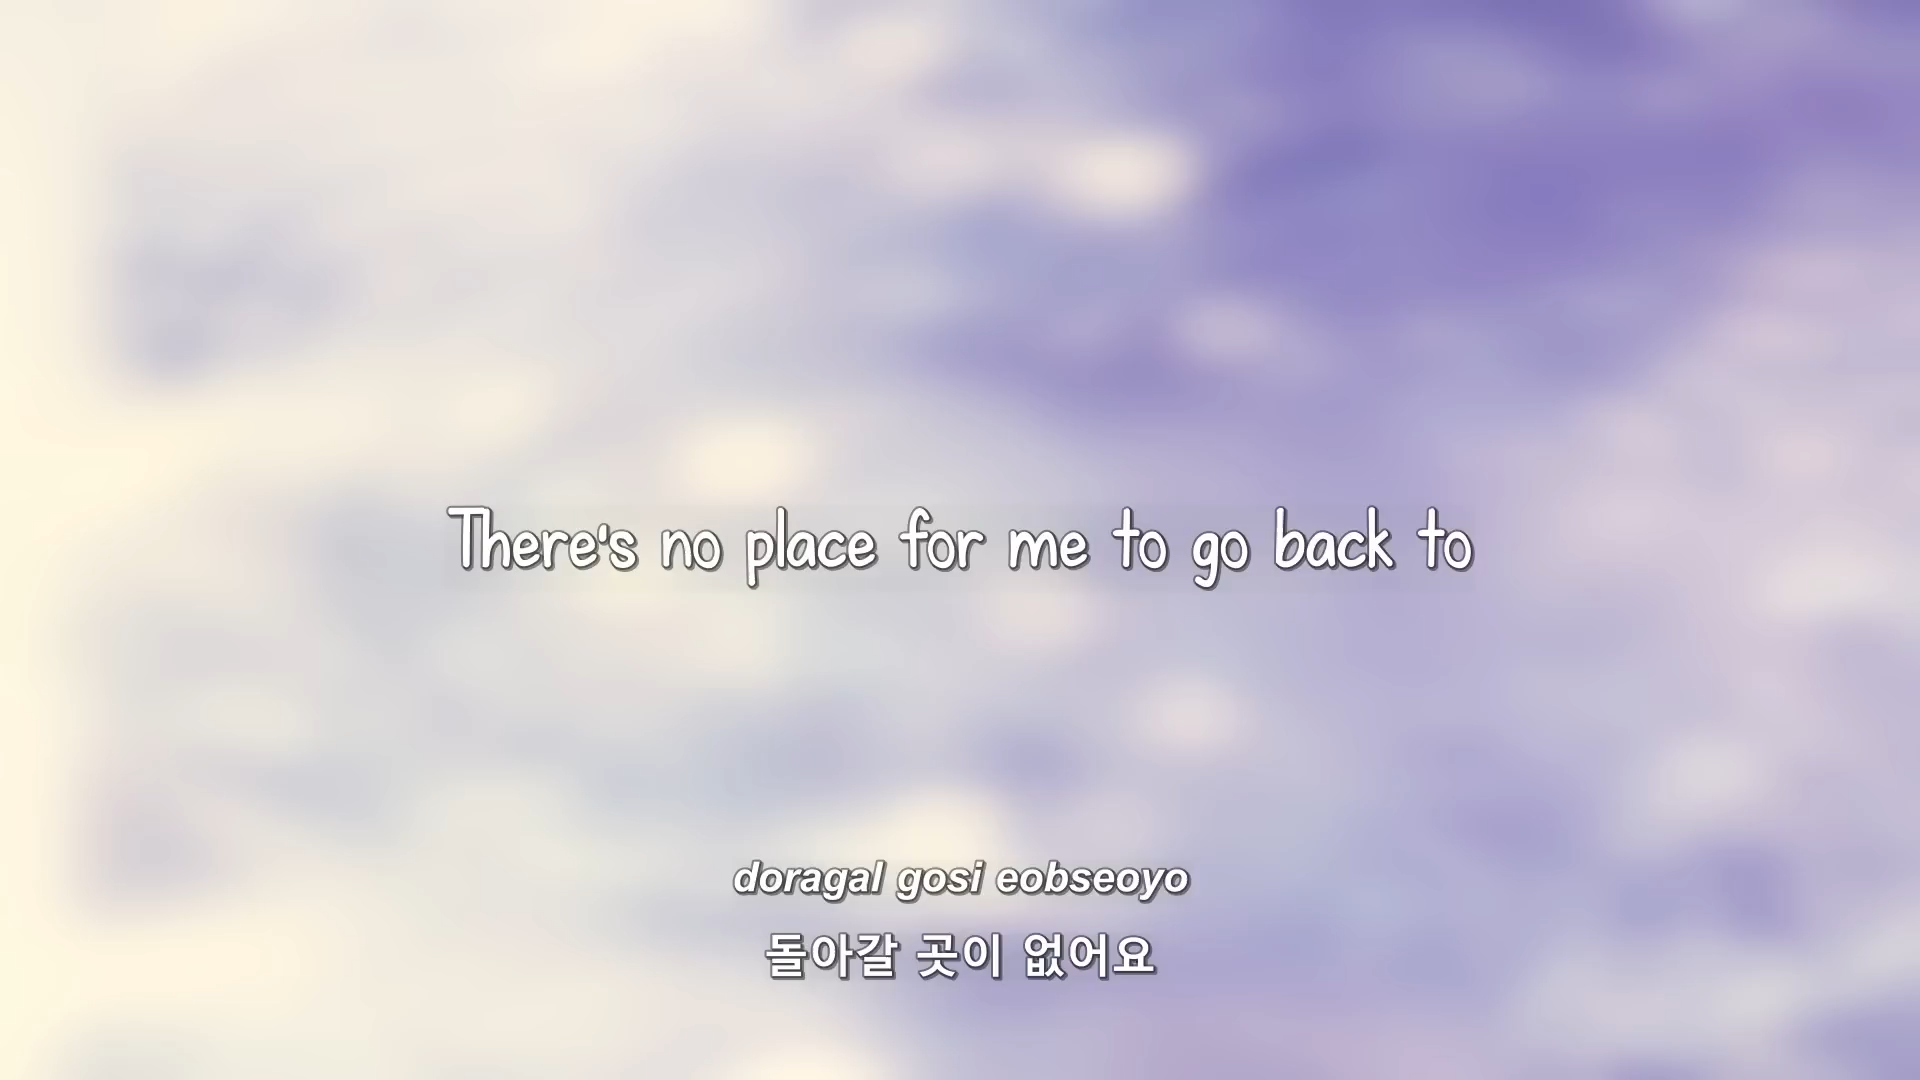 There's no place for me to go back to
doragal gosi eobseoyo
돌아갈 곳이 없어요